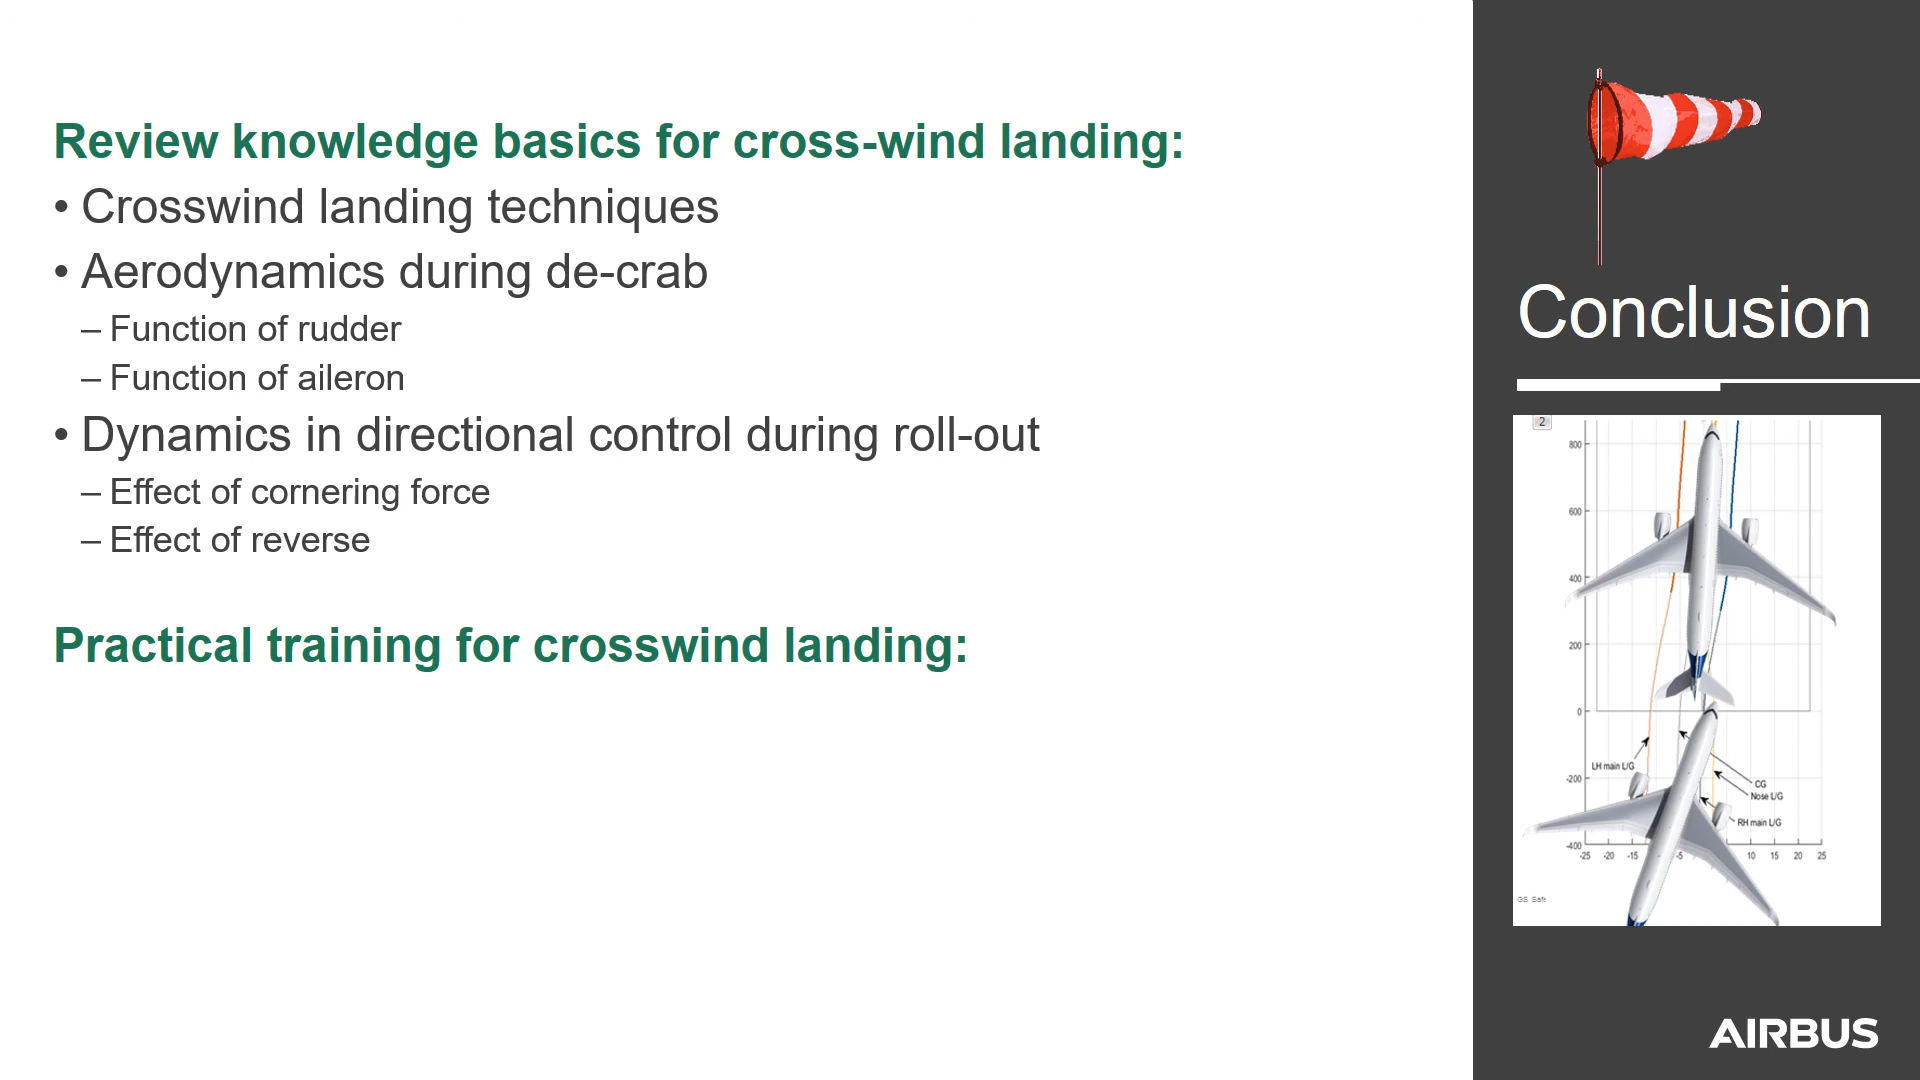 Review knowledge basics for cross-wind landing:
• Crosswind landing techniques
• Aerodynamics during de-crab
– Function of rudder
– Function of aileron
• Dynamics in directional control during roll-out
– Effect of cornering force
– Effect of reverse
Practical training for crosswind landing:
Conclusion
2
800
600
400
200
0
-200
-400
LH main L/G
CG
Nose L/G
RH main L/G
-25 -20 -15 -5 10 15 20 25
GS Safe
AIRBUS